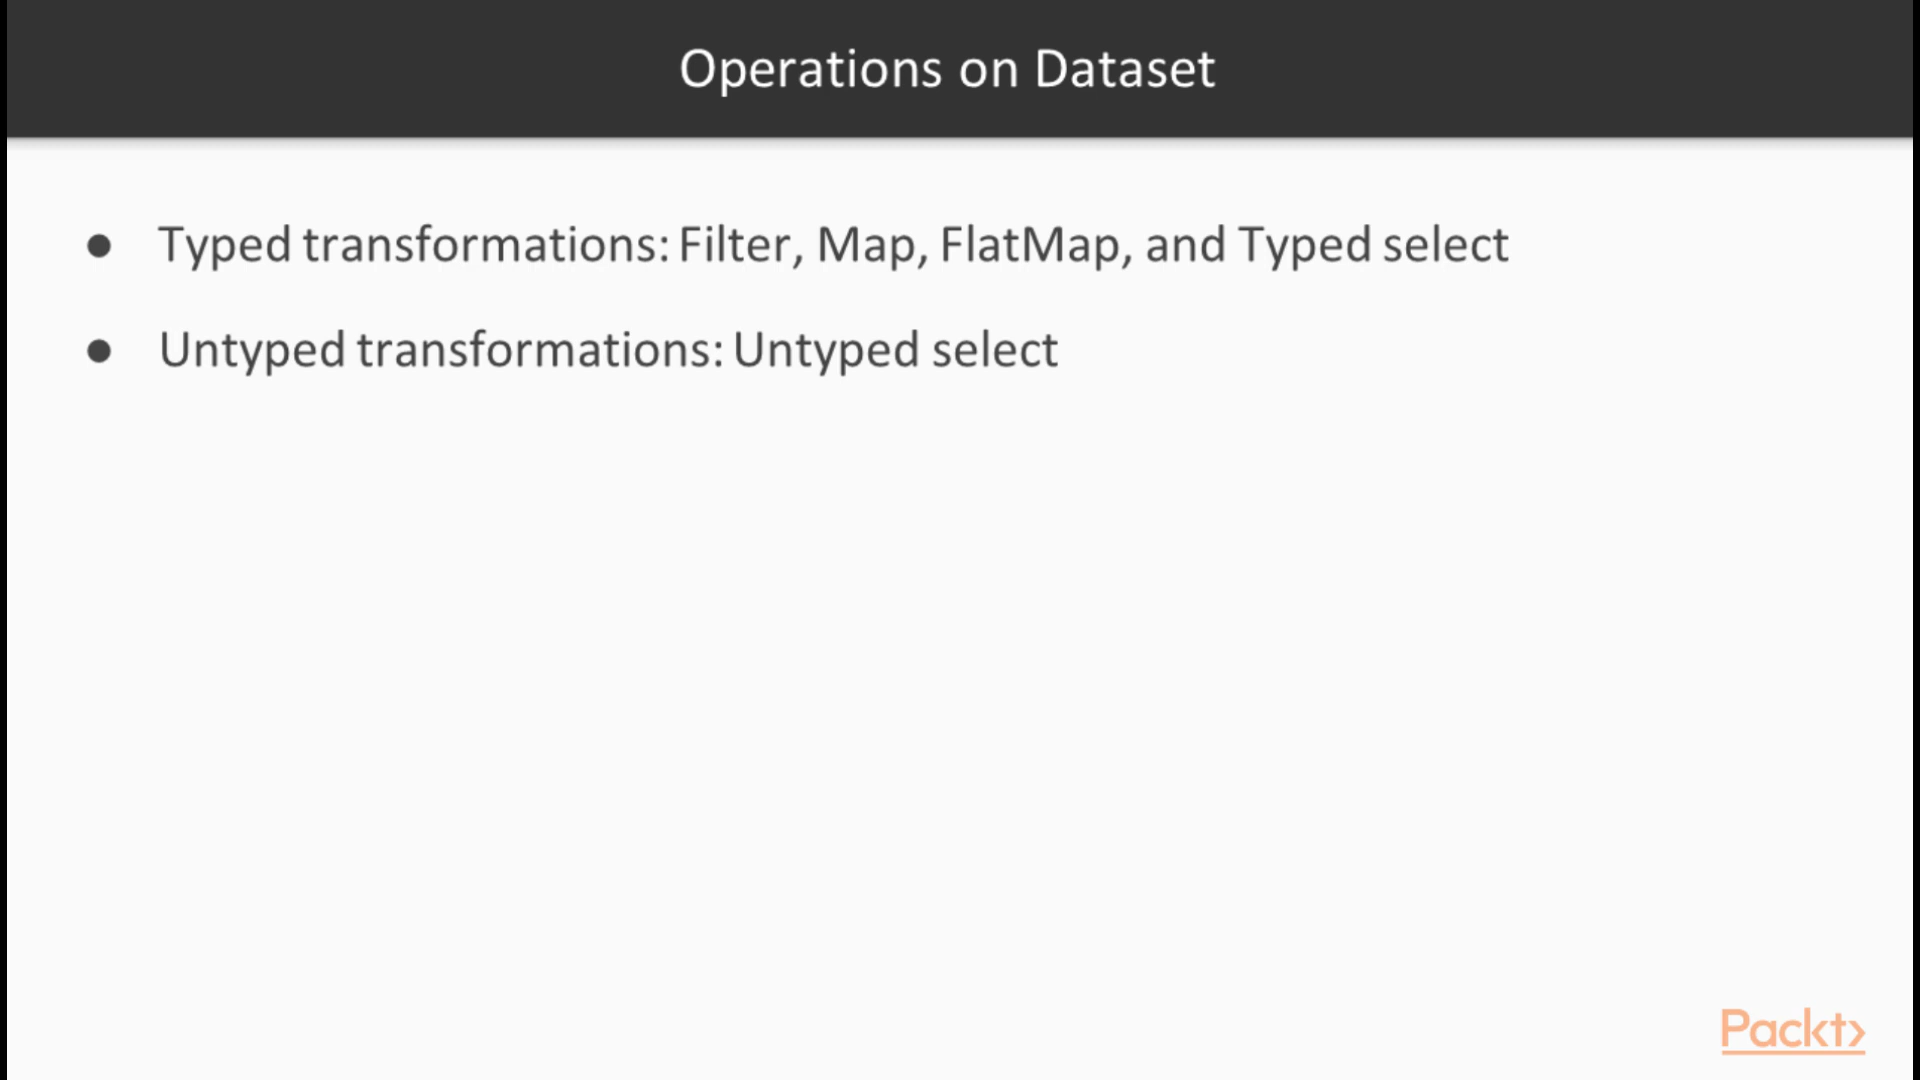 Operations on Dataset
● Typed transformations: Filter, Map, FlatMap, and Typed select
● Untyped transformations: Untyped select
Packt>